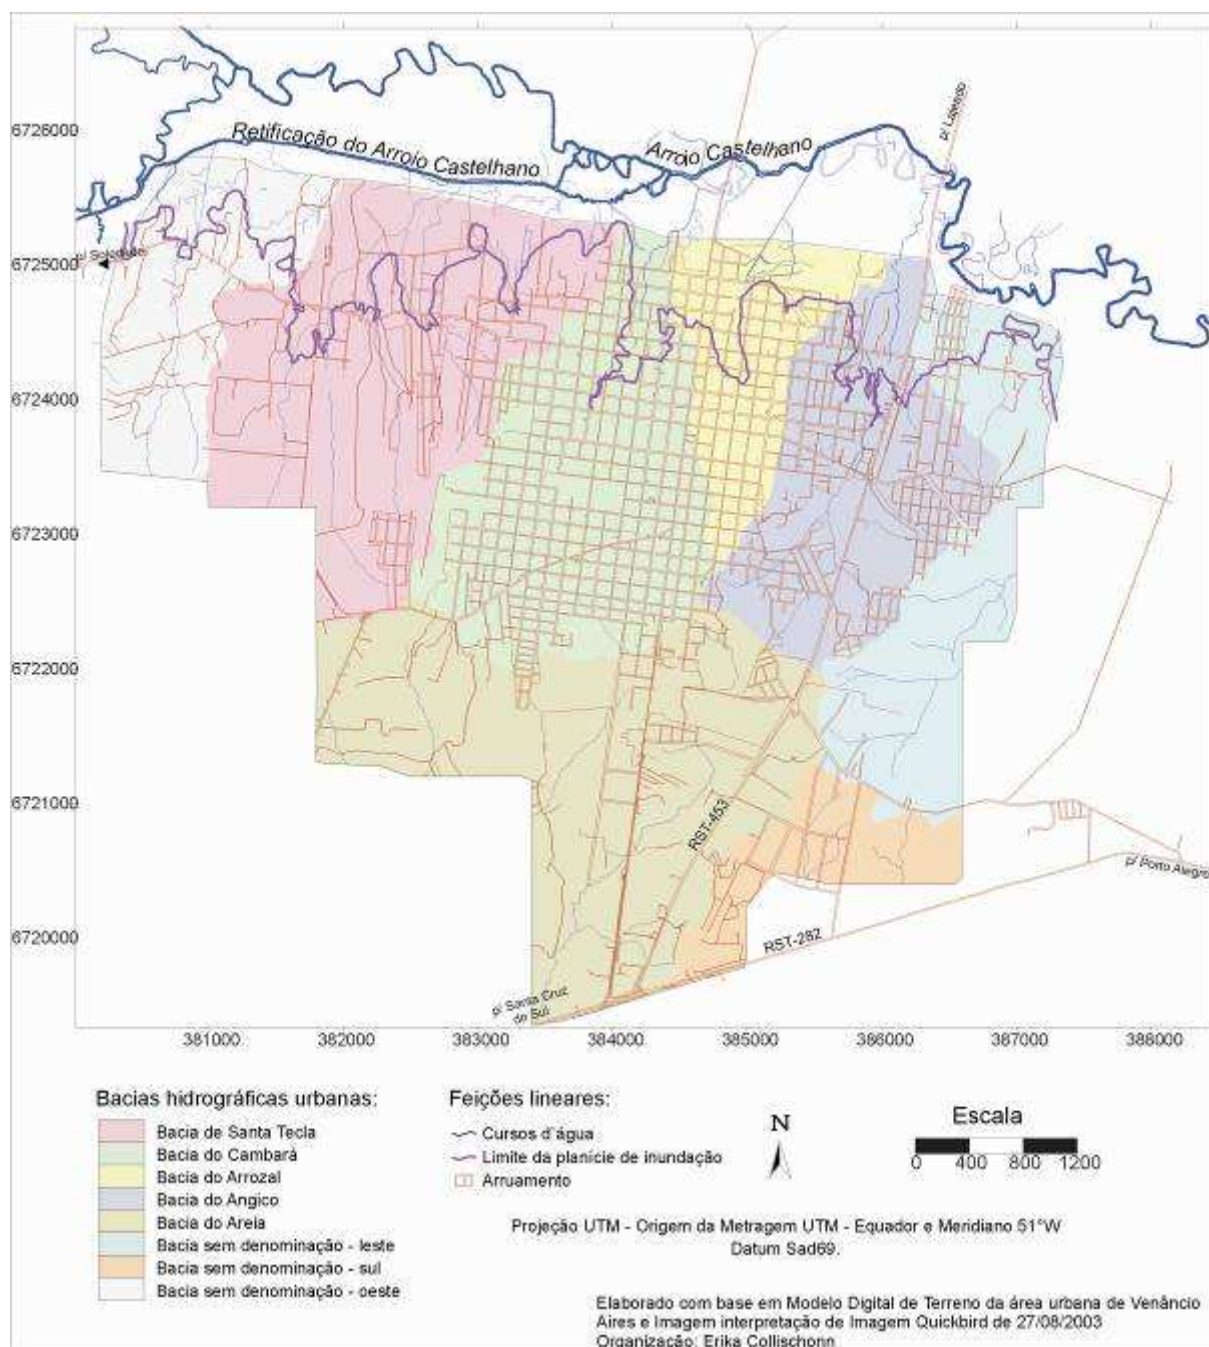 6726000
Retificação do Arroio Castelhano
Arroio Castelhano
p/ Lajeado
p/ Soledade
6725000
6724000
6723000
6722000
6721000
RST-453
p/ Porto Alegre
6720000
RST-282
p/ Santa Cruz
do Sul
381000 382000 383000 384000 385000 386000 387000 388000
Bacias hidrográficas urbanas:
Bacia de Santa Tecla
Bacia do Cambará
Bacia do Arrozal
Bacia do Angico
Bacia do Areia
Bacia sem denominação - leste
Bacia sem denominação - sul
Bacia sem denominação - oeste
Feições lineares:
Cursos d'água
Limite da planície de inundação
Arruamento
N
Escala
0 400 800 1200
Projeção UTM - Origem da Metragem UTM - Equador e Meridiano 51°W
Datum Sad69.
Elaborado com base em Modelo Digital de Terreno da área urbana de Venâncio
Aires e Imagem interpretação de Imagem Quickbird de 27/08/2003
Organização: Erika Collischonn